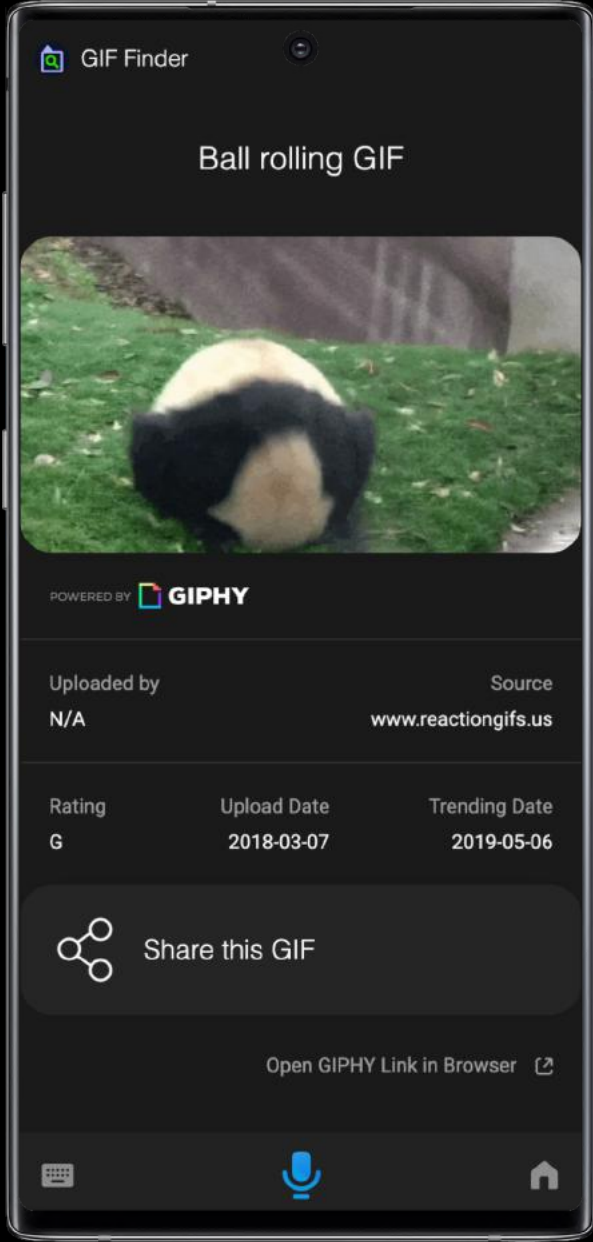 GIF Finder
Ball rolling GIF
POWERED BY GIPHY
Uploaded by Source
N/A www.reactiongifs.us
Rating Upload Date Trending Date
G 2018-03-07 2019-05-06
Share this GIF
Open GIPHY Link in Browser